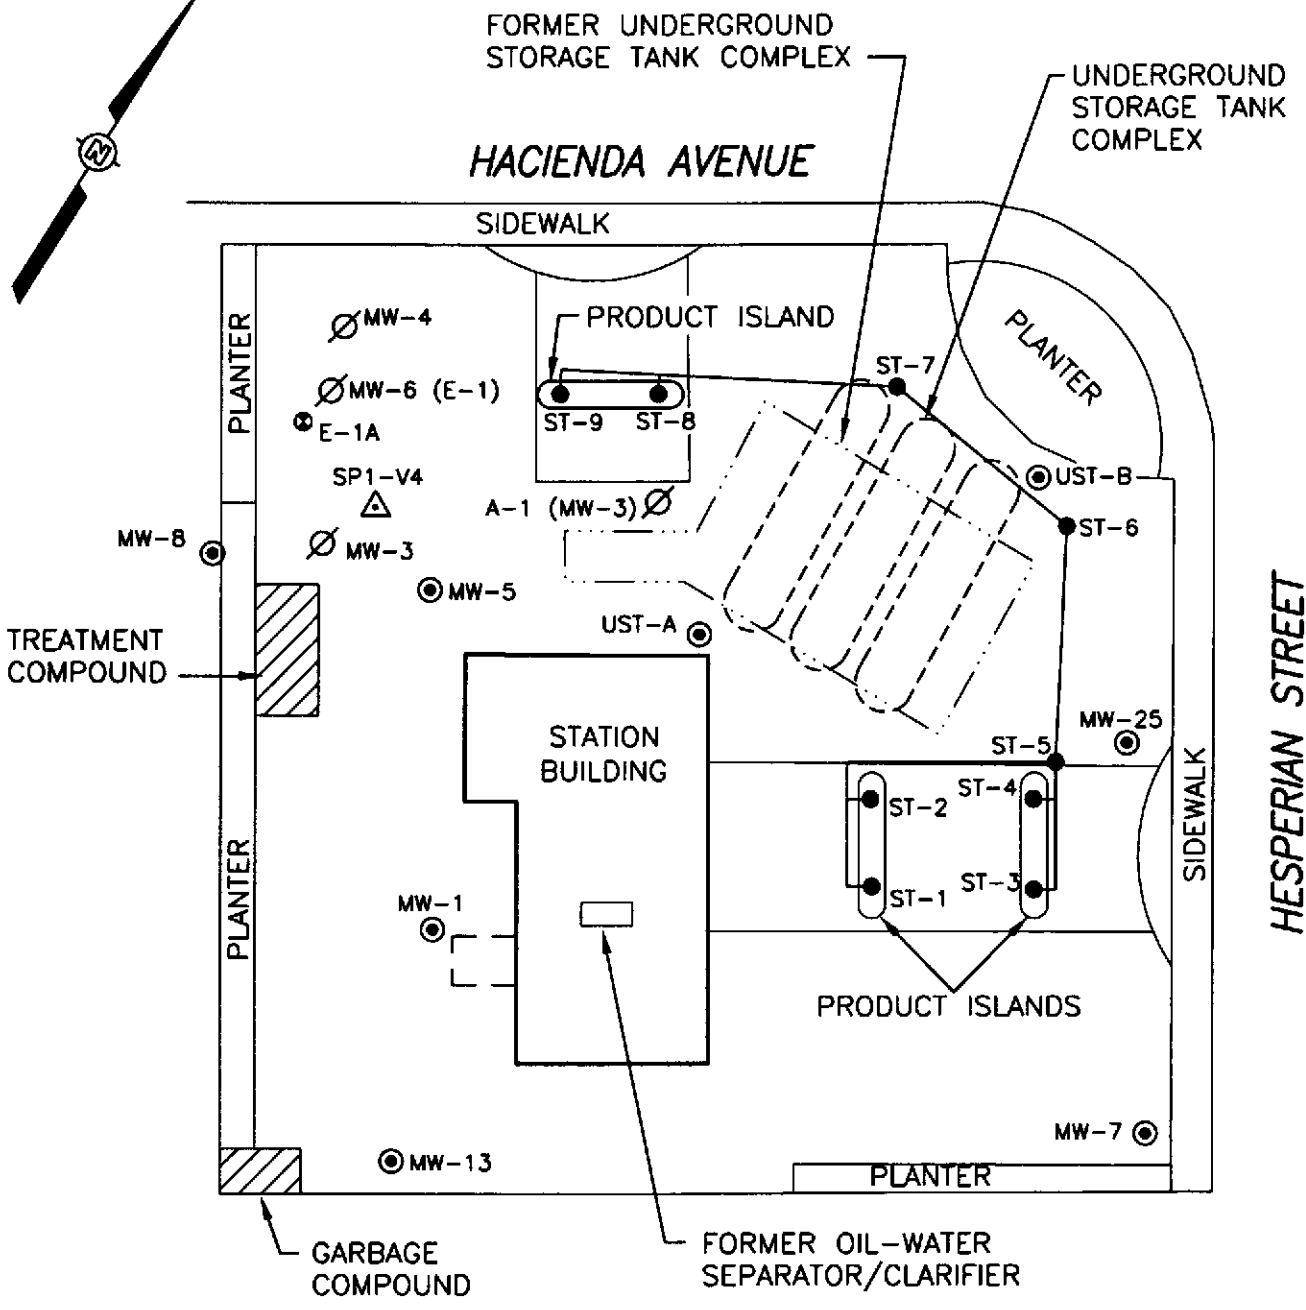 FORMER UNDERGROUND
STORAGE TANK COMPLEX
UNDERGROUND
STORAGE TANK
COMPLEX
N
HACIENDA AVENUE
SIDEWALK
PLANTER
MW-4
PRODUCT ISLAND
PLANTER
ST-7
MW-6 (E-1)
E-1A
ST-9
ST-8
SP1-V4
A-1 (MW-3)
UST-B
ST-6
MW-8
MW-3
MW-5
UST-A
TREATMENT
COMPOUND
HESPERIAN STREET
STATION
BUILDING
MW-25
ST-5
ST-2
ST-4
SIDEWALK
PLANTER
ST-1
ST-3
MW-1
PRODUCT ISLANDS
MW-7
MW-13
PLANTER
GARBAGE
COMPOUND
FORMER OIL-WATER
SEPARATOR/CLARIFIER